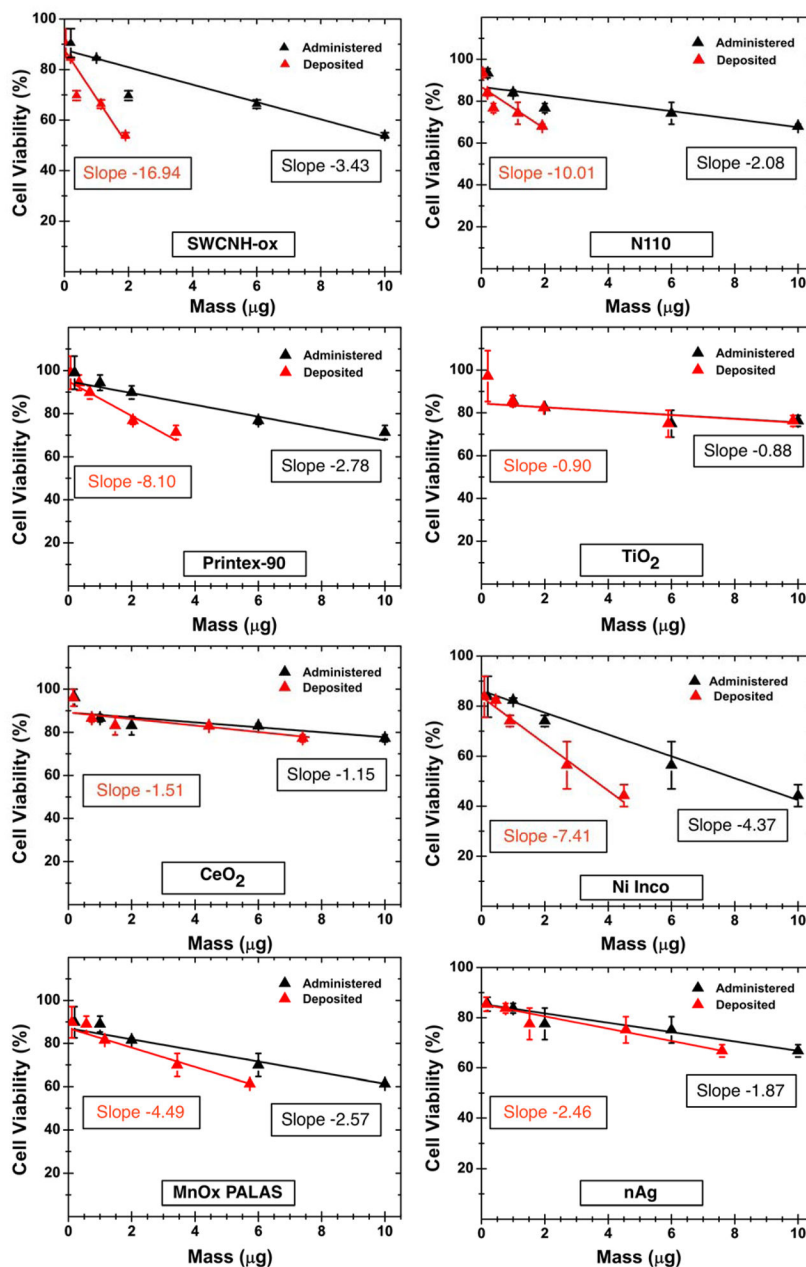 100
Administered
Deposited
80
60
40
20
Cell Viability (%)
Slope -16.94
Slope -3.43
SWCNH-ox
0 2 4 6 8 10
Mass (μg)
100
Administered
Deposited
80
60
40
20
Cell Viability (%)
Slope -10.01
Slope -2.08
N110
0 2 4 6 8 10
Mass (μg)
100
Administered
Deposited
80
60
40
20
Cell Viability (%)
Slope -8.10
Slope -2.78
Printex-90
0 2 4 6 8 10
Mass (μg)
100
Administered
Deposited
80
60
40
20
Cell Viability (%)
Slope -0.90
Slope -0.88
TiO2
0 2 4 6 8 10
Mass (μg)
100
Administered
Deposited
80
60
40
20
Cell Viability (%)
Slope -1.51
Slope -1.15
CeO2
0 2 4 6 8 10
Mass (μg)
100
Administered
Deposited
80
60
40
20
Cell Viability (%)
Slope -7.41
Slope -4.37
Ni Inco
0 2 4 6 8 10
Mass (μg)
100
Administered
Deposited
80
60
40
20
Cell Viability (%)
Slope -4.49
Slope -2.57
MnOx PALAS
0 2 4 6 8 10
Mass (μg)
100
Administered
Deposited
80
60
40
20
Cell Viability (%)
Slope -2.46
Slope -1.87
nAg
0 2 4 6 8 10
Mass (μg)